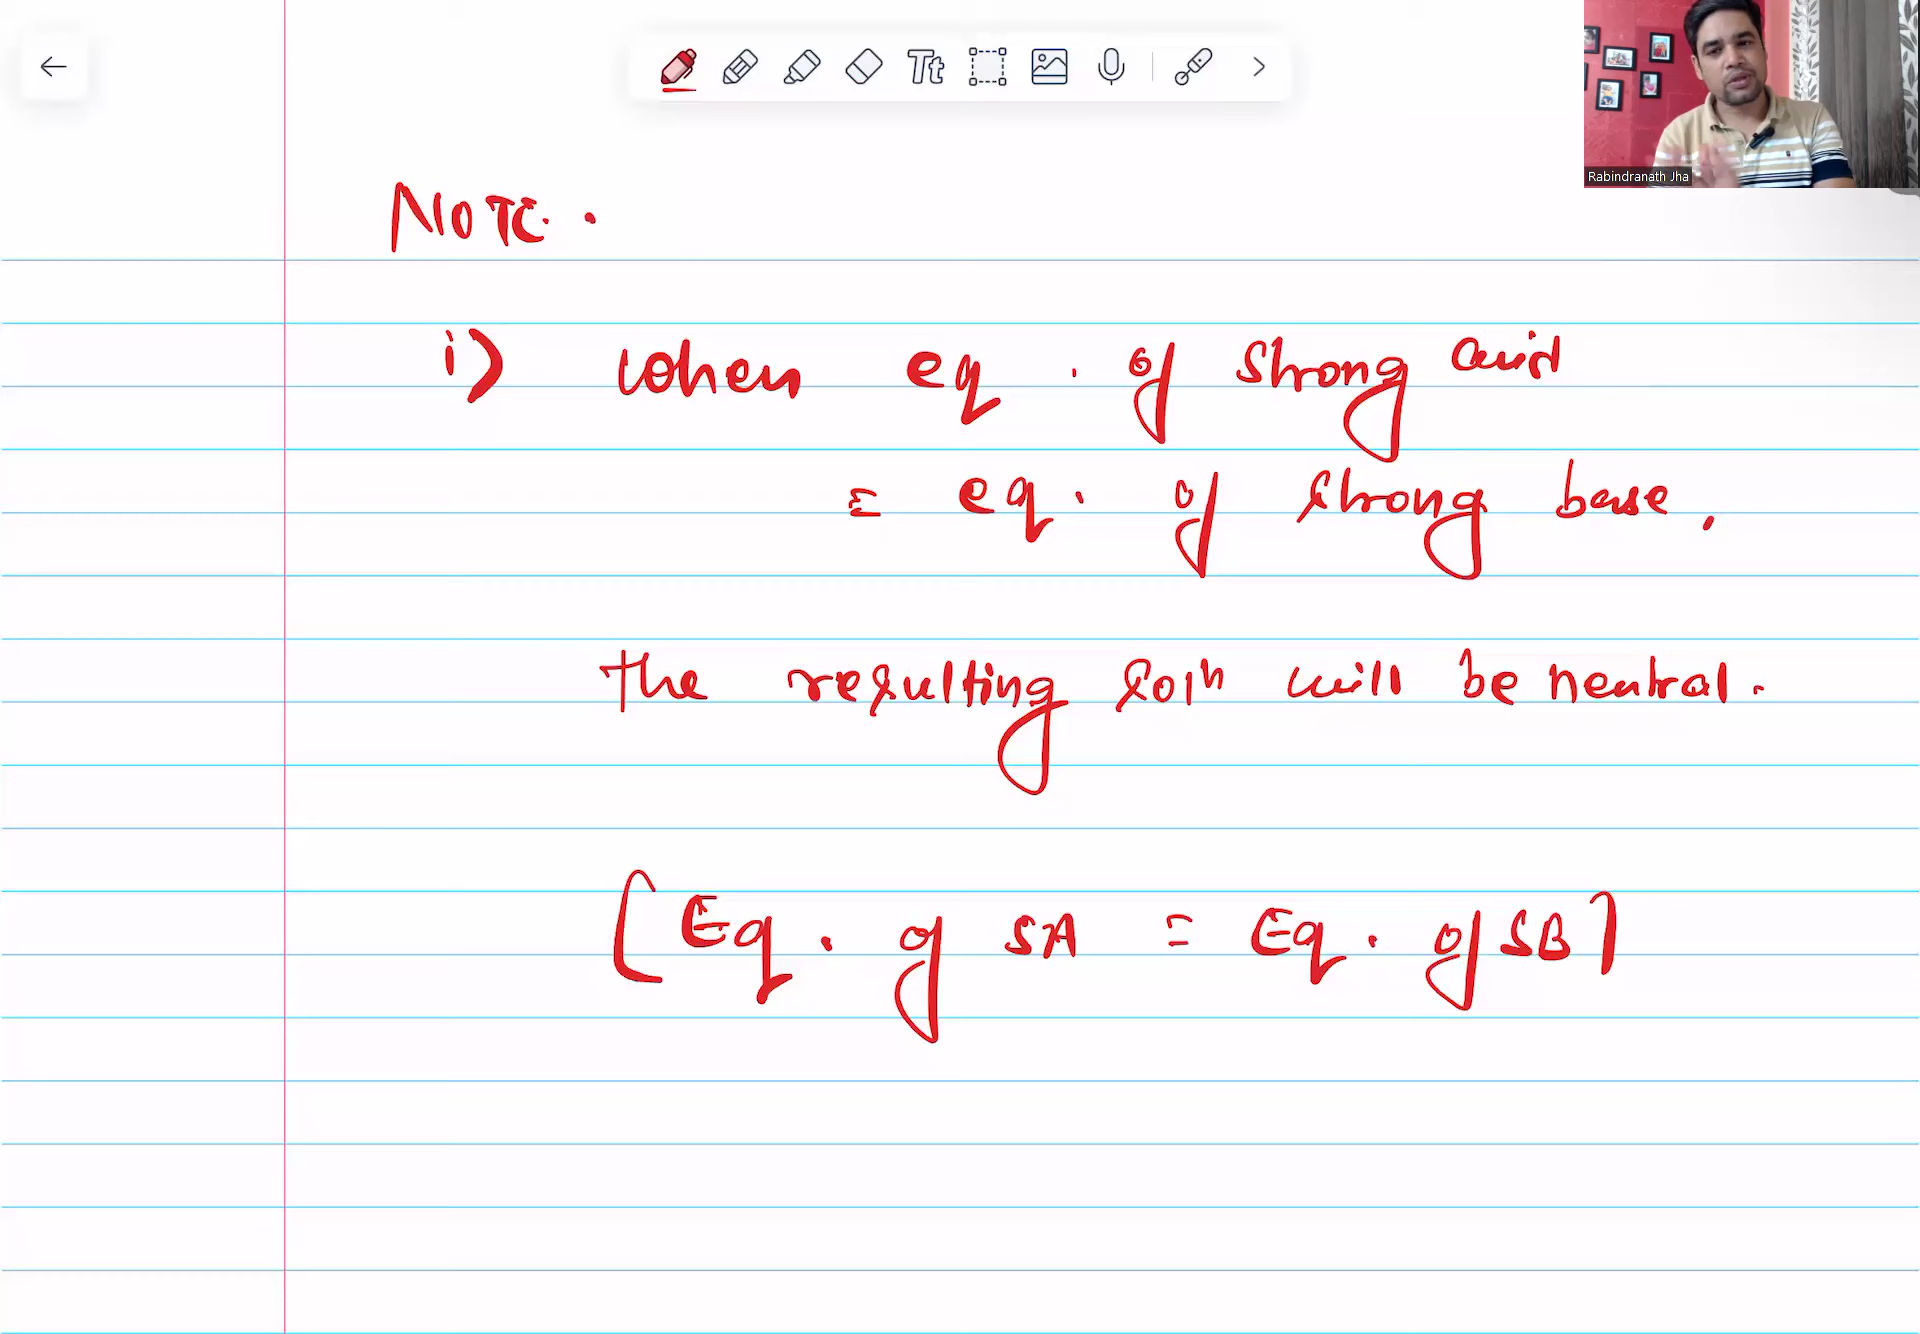 Tt
Rabindranath Jha
NOTE.
i) when eq. of strong acid
= eq. of strong base.
The resulting soln will be neutral.
[Eq. of SA = Eq. of SB]